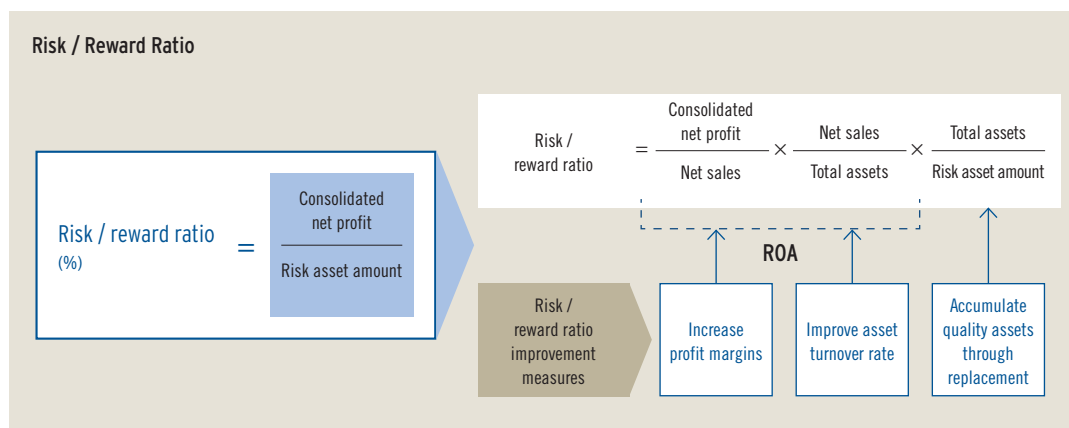 Risk / Reward Ratio
Risk / reward ratio
(%)
=
Consolidated
net profit
Risk asset amount
Risk /
reward ratio
=
Consolidated
net profit
Net sales
×
Net sales
Total assets
×
Total assets
Risk asset amount
ROA
Risk /
reward ratio
improvement
measures
Increase
profit margins
Improve asset
turnover rate
Accumulate
quality assets
through
replacement